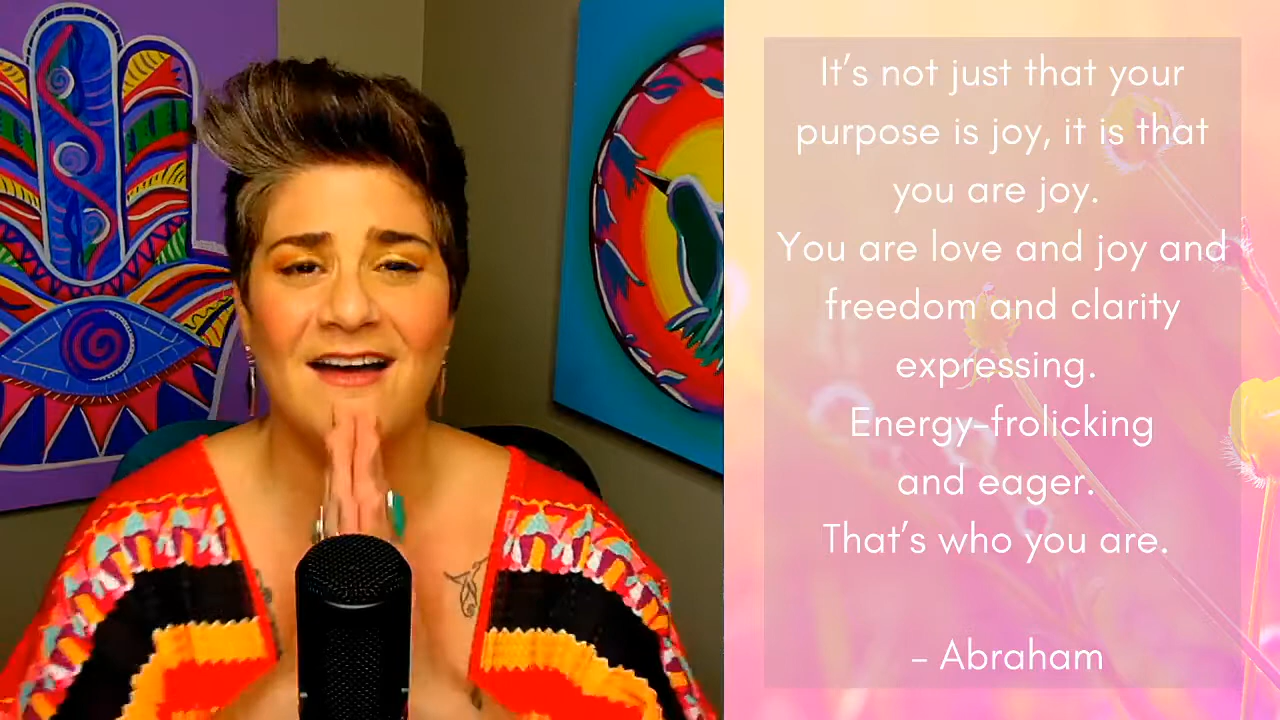 It's not just that your
purpose is joy, it is that
you are joy.
You are love and joy and
freedom and clarity
expressing.
Energy-frolicking
and eager.
That's who you are.
- Abraham